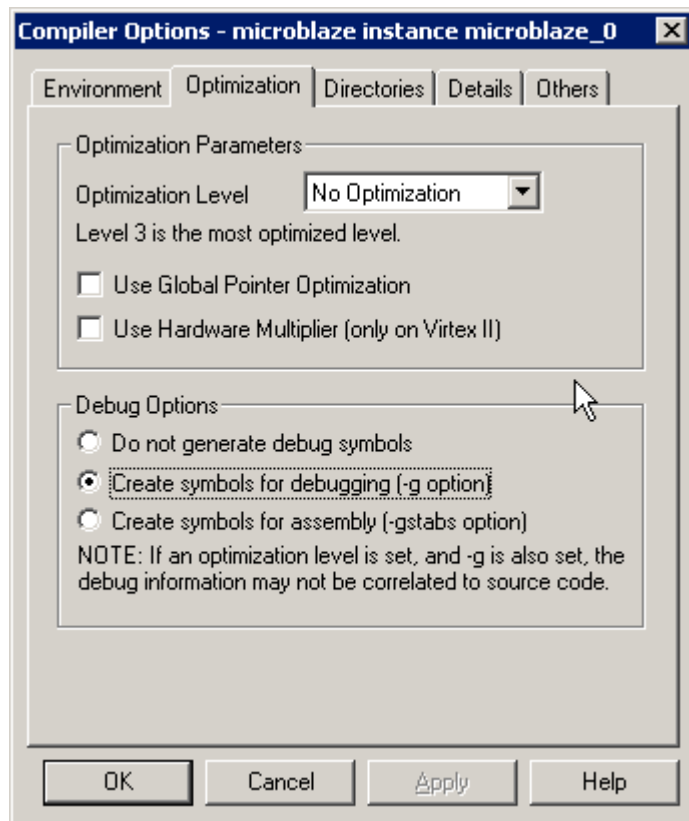 Compiler Options - microblaze instance microblaze_0
Environment Optimization Directories Details Others
Optimization Parameters
Optimization Level No Optimization
Level 3 is the most optimized level.
Use Global Pointer Optimization
Use Hardware Multiplier (only on Virtex II)
Debug Options
Do not generate debug symbols
Create symbols for debugging (-g option)
Create symbols for assembly (-gstabs option)
NOTE: If an optimization level is set, and -g is also set, the
debug information may not be correlated to source code.
OK Cancel Apply Help